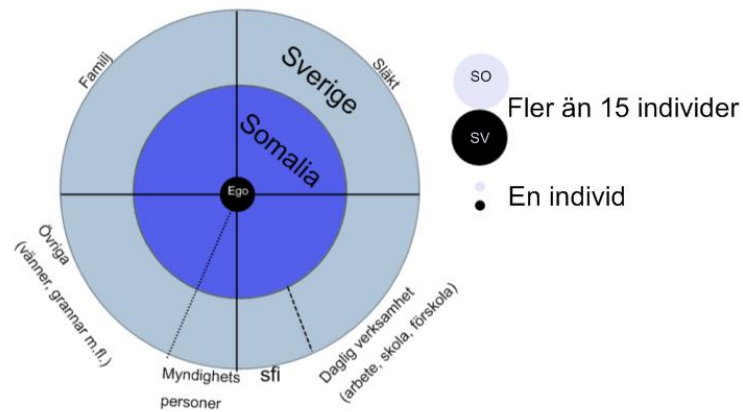 Familj
Släkt
Sverige
Somalia
Ego
Övriga
(vänner, grannar m.fl.)
Myndighets
personer
sfi
Daglig verksamhet
(arbete, skola, förskola)
SO
Fler än 15 individer
SV
En individ